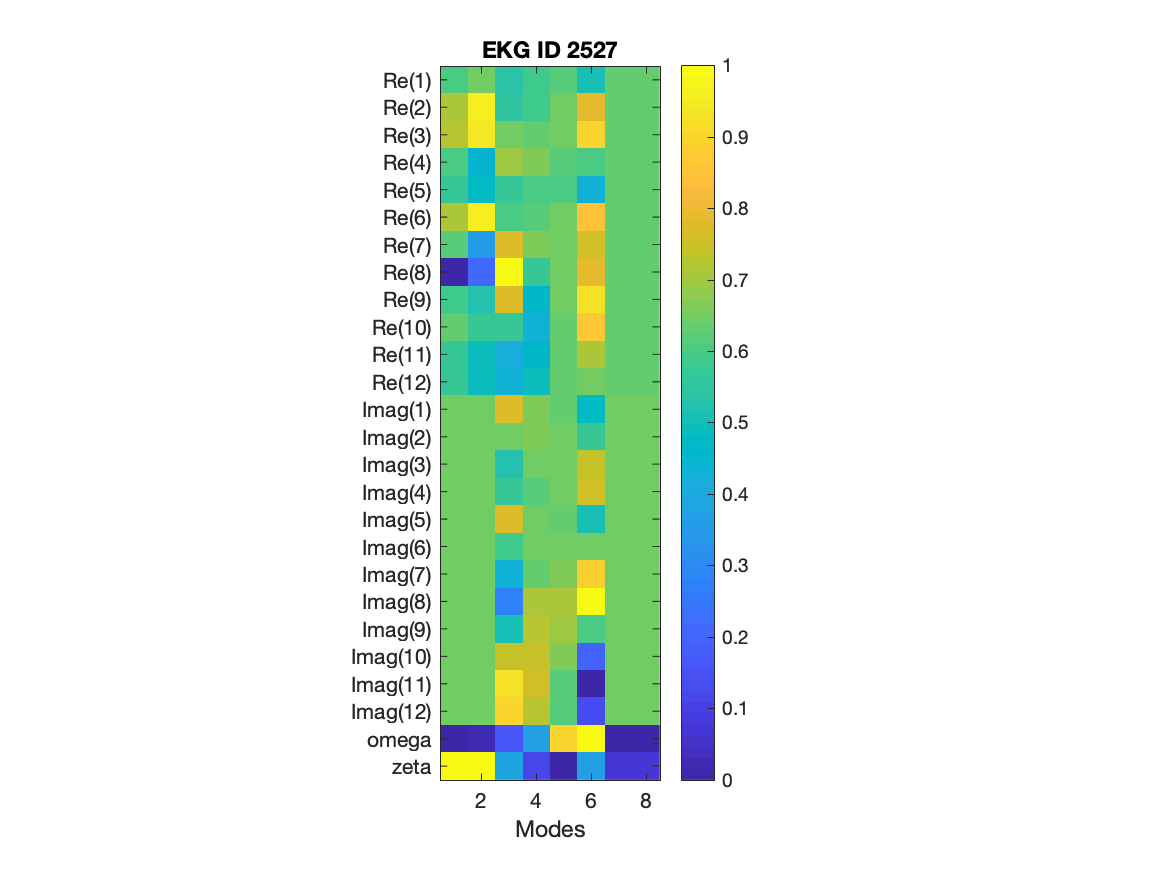 EKG ID 2527
Re(1)
Re(2)
Re(3)
Re(4)
Re(5)
Re(6)
Re(7)
Re(8)
Re(9)
Re(10)
Re(11)
Re(12)
Imag(1)
Imag(2)
Imag(3)
Imag(4)
Imag(5)
Imag(6)
Imag(7)
Imag(8)
Imag(9)
Imag(10)
Imag(11)
Imag(12)
omega
zeta
2 4 6 8
Modes
1
0.9
0.8
0.7
0.6
0.5
0.4
0.3
0.2
0.1
0